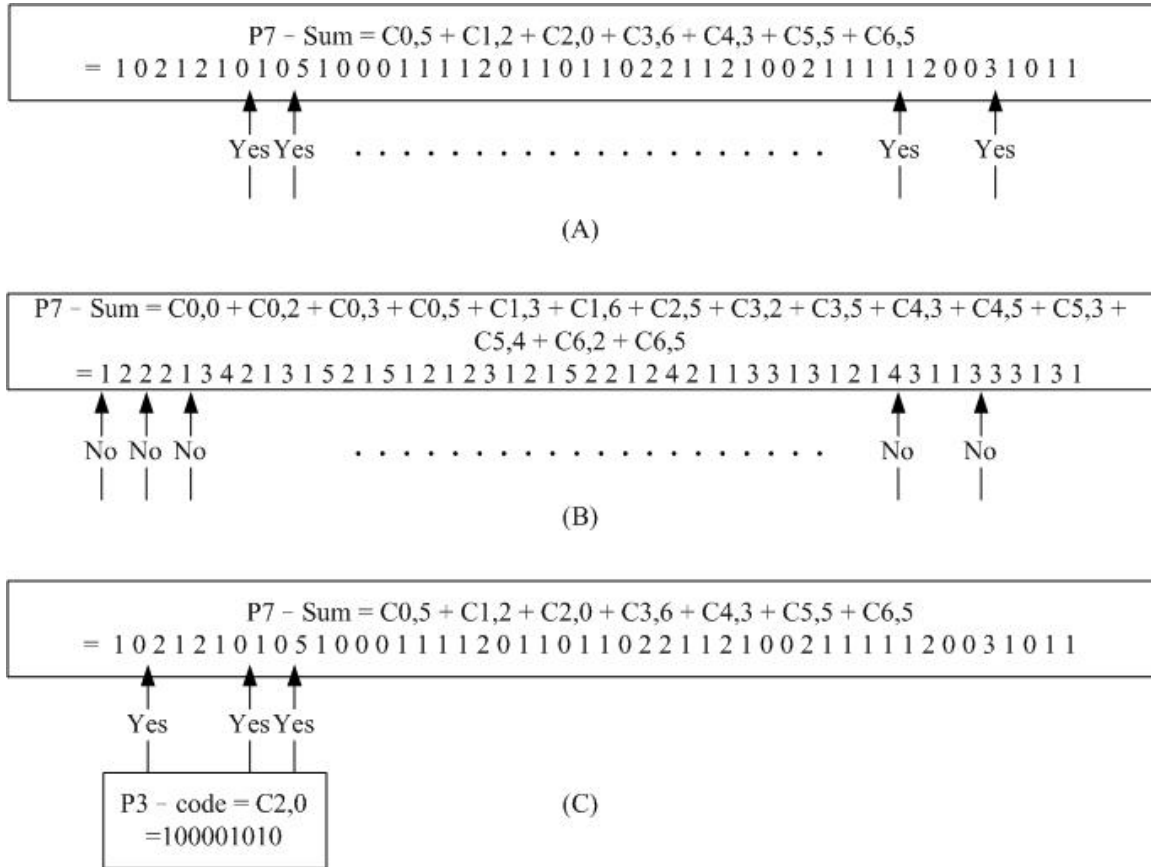 P7 – Sum = C0,5 + C1,2 + C2,0 + C3,6 + C4,3 + C5,5 + C6,5
= 1 0 2 1 2 1 0 1 0 5 1 0 0 0 1 1 1 1 2 0 1 1 0 1 1 0 2 2 1 1 2 1 0 0 2 1 1 1 1 1 2 0 0 3 1 0 1 1
Yes Yes . . . . . . . . . . . . . . . . . . . . . Yes Yes
(A)
P7 – Sum = C0,0 + C0,2 + C0,3 + C0,5 + C1,3 + C1,6 + C2,5 + C3,2 + C3,5 + C4,3 + C4,5 + C5,3 +
C5,4 + C6,2 + C6,5
= 1 2 2 2 1 3 4 2 1 3 1 5 2 1 5 1 2 1 2 3 1 2 1 5 2 2 1 2 4 2 1 1 3 3 1 3 1 2 1 4 3 1 1 3 3 3 1 3 1
No No No . . . . . . . . . . . . . . . . . . . . . No No
(B)
P7 – Sum = C0,5 + C1,2 + C2,0 + C3,6 + C4,3 + C5,5 + C6,5
= 1 0 2 1 2 1 0 1 0 5 1 0 0 0 1 1 1 1 2 0 1 1 0 1 1 0 2 2 1 1 2 1 0 0 2 1 1 1 1 1 2 0 0 3 1 0 1 1
Yes Yes Yes
P3 – code = C2,0
=100001010
(C)